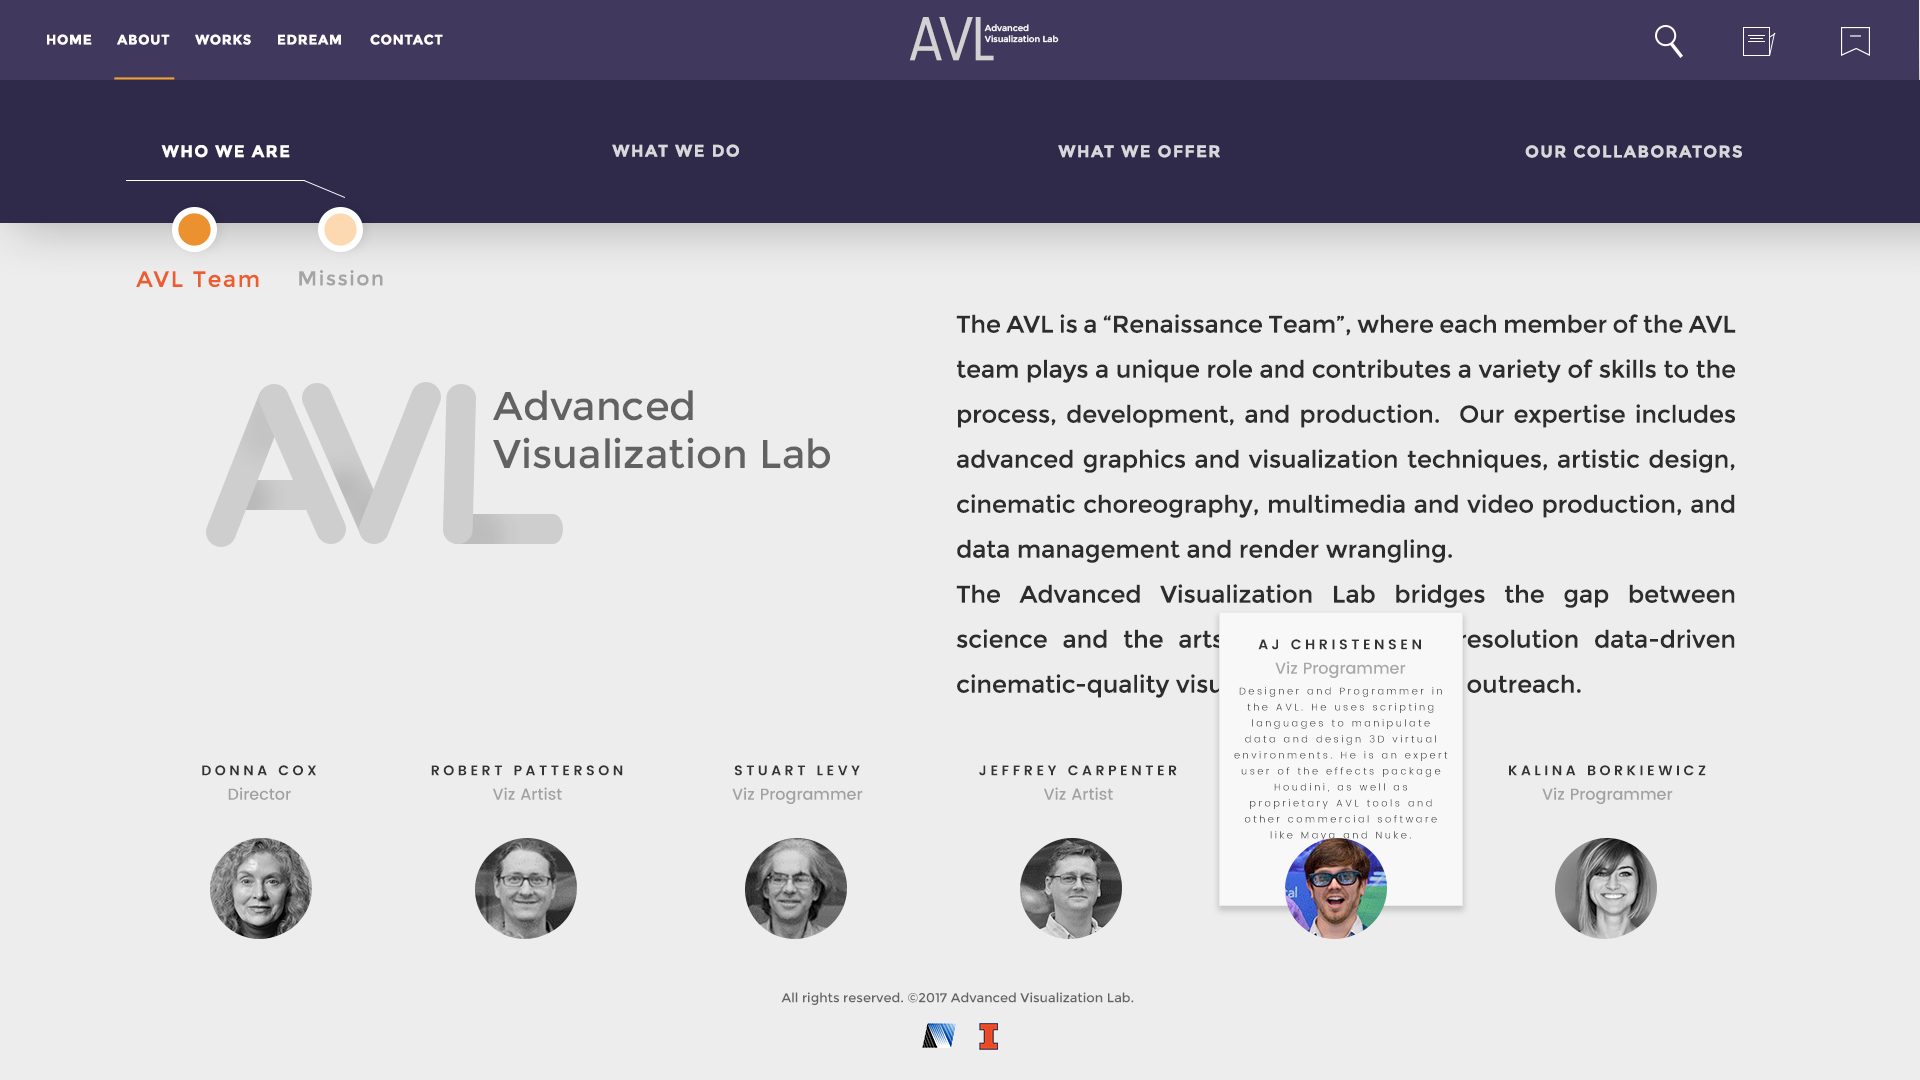 HOME ABOUT WORKS EDREAM CONTACT
AVL Advanced
Visualization Lab
WHO WE ARE WHAT WE DO WHAT WE OFFER OUR COLLABORATORS
AVL Team Mission
AVL Advanced
Visualization Lab
The AVL is a “Renaissance Team”, where each member of the AVL
team plays a unique role and contributes a variety of skills to the
process, development, and production. Our expertise includes
advanced graphics and visualization techniques, artistic design,
cinematic choreography, multimedia and video production, and
data management and render wrangling.
The Advanced Visualization Lab bridges the gap between
science and the arts resolution data-driven
cinematic-quality visu outreach.
DONNA COX
Director
ROBERT PATTERSON
Viz Artist
STUART LEVY
Viz Programmer
JEFFREY CARPENTER
Viz Artist
AJ CHRISTENSEN
Viz Programmer
Designer and Programmer in
the AVL. He uses scripting
languages to manipulate
data and design 3D virtual
environments. He is an expert
user of the effects package
Houdini, as well as
proprietary AVL tools and
other commercial software
like Maya and Nuke.
KALINA BORKIEWICZ
Viz Programmer
All rights reserved. ©2017 Advanced Visualization Lab.
I